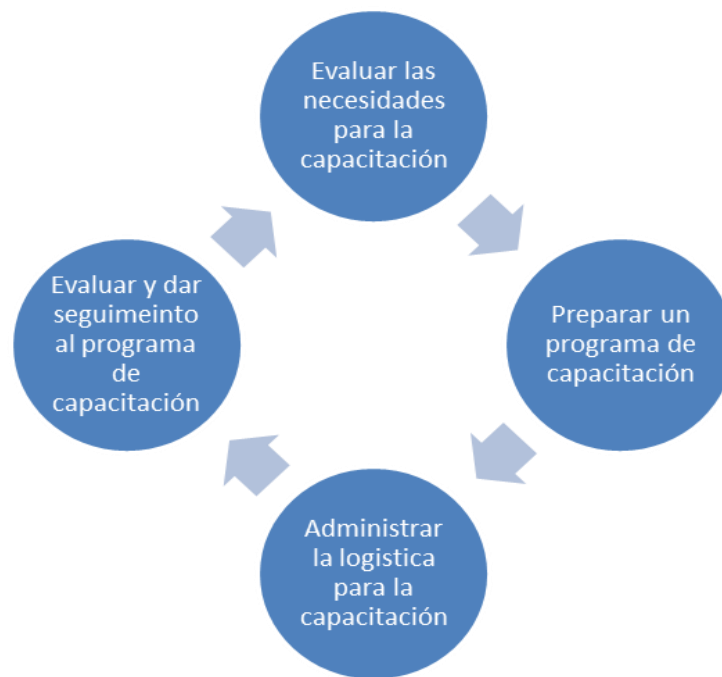 Evaluar las
necesidades
para la
capacitación
Preparar un
programa de
capacitación
Administrar
la logistica
para la
capacitación
Evaluar y dar
seguimeinto
al programa
de
capacitación